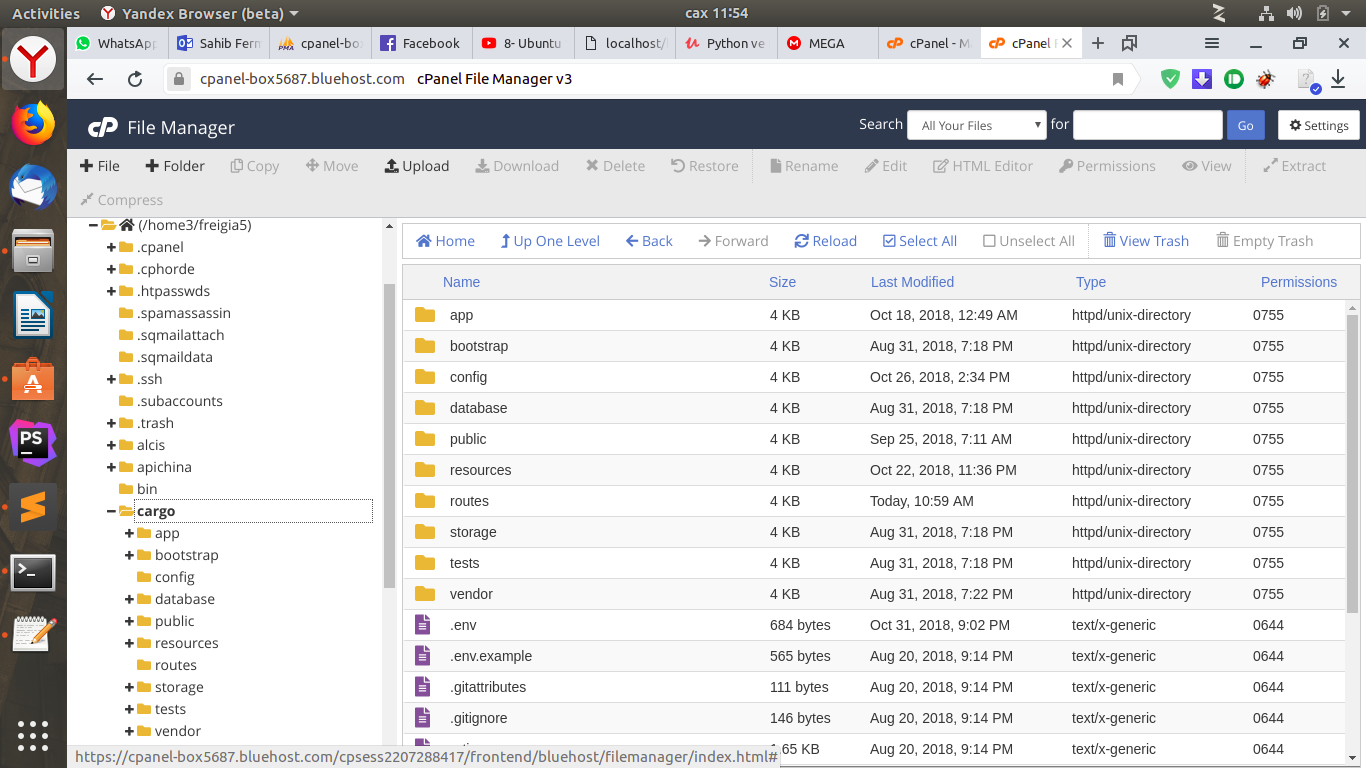 Activities Yandex Browser (beta) cax 11:54
WhatsApp Sahib Ferm cpanel-box Facebook 8- Ubuntu localhost/ Python ve MEGA cPanel - M cPanel F
cpanel-box5687.bluehost.com cPanel File Manager v3
cP File Manager Search All Your Files for Go Settings
File Folder Copy Move Upload Download Delete Restore Rename Edit HTML Editor Permissions View Extract
Compress
(/home3/freigia5)
.cpanel
.cphorde
.htpasswds
.spamassassin
.sqmailattach
.sqmaildata
.ssh
.subaccounts
.trash
alcis
apichina
bin
cargo
app
bootstrap
config
database
public
resources
routes
storage
tests
vendor
Home Up One Level Back Forward Reload Select All Unselect All View Trash Empty Trash
Name Size Last Modified Type Permissions
app 4 KB Oct 18, 2018, 12:49 AM httpd/unix-directory 0755
bootstrap 4 KB Aug 31, 2018, 7:18 PM httpd/unix-directory 0755
config 4 KB Oct 26, 2018, 2:34 PM httpd/unix-directory 0755
database 4 KB Aug 31, 2018, 7:18 PM httpd/unix-directory 0755
public 4 KB Sep 25, 2018, 7:11 AM httpd/unix-directory 0755
resources 4 KB Oct 22, 2018, 11:36 PM httpd/unix-directory 0755
routes 4 KB Today, 10:59 AM httpd/unix-directory 0755
storage 4 KB Aug 31, 2018, 7:18 PM httpd/unix-directory 0755
tests 4 KB Aug 31, 2018, 7:18 PM httpd/unix-directory 0755
vendor 4 KB Aug 31, 2018, 7:22 PM httpd/unix-directory 0755
.env 684 bytes Oct 31, 2018, 9:02 PM text/x-generic 0644
.env.example 565 bytes Aug 20, 2018, 9:14 PM text/x-generic 0644
.gitattributes 111 bytes Aug 20, 2018, 9:14 PM text/x-generic 0644
.gitignore 146 bytes Aug 20, 2018, 9:14 PM text/x-generic 0644
1.65 KB Aug 20, 2018, 9:14 PM text/x-generic 0644
https://cpanel-box5687.bluehost.com/cpsess2207288417/frontend/bluehost/filemanager/index.html#
PS